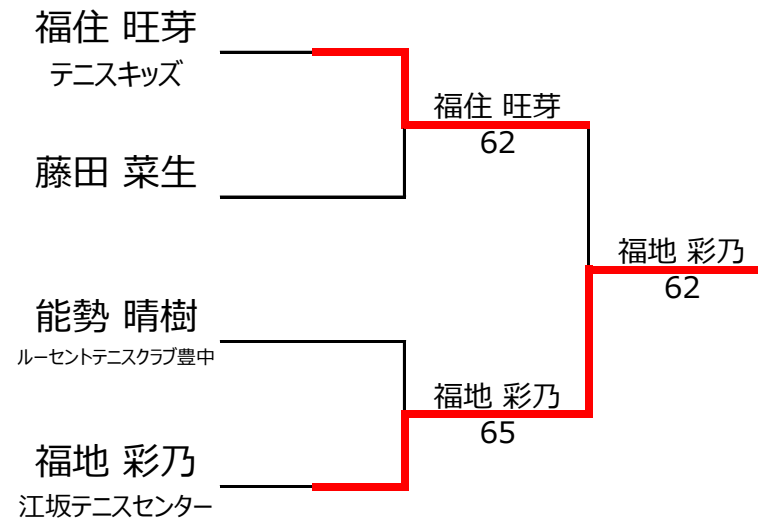 福住 旺芽
テニスキッズ
福住 旺芽
62
藤田 菜生
福地 彩乃
62
能勢 晴樹
ルーセントテニスクラブ豊中
福地 彩乃
65
福地 彩乃
江坂テニスセンター